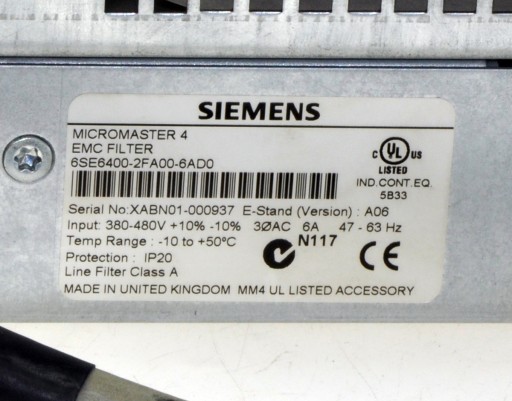 SIEMENS
MICROMASTER 4
EMC FILTER
6SE6400-2FA00-6AD0
C UL US
LISTED
IND.CONT.EQ.
5B33
Serial No:XABN01-000937 E-Stand (Version) : A06
Input: 380-480V +10% -10% 3ØAC 6A 47 - 63 Hz
Temp Range : -10 to +50°C
N117
CE
Protection : IP20
Line Filter Class A
MADE IN UNITED KINGDOM MM4 UL LISTED ACCESSORY